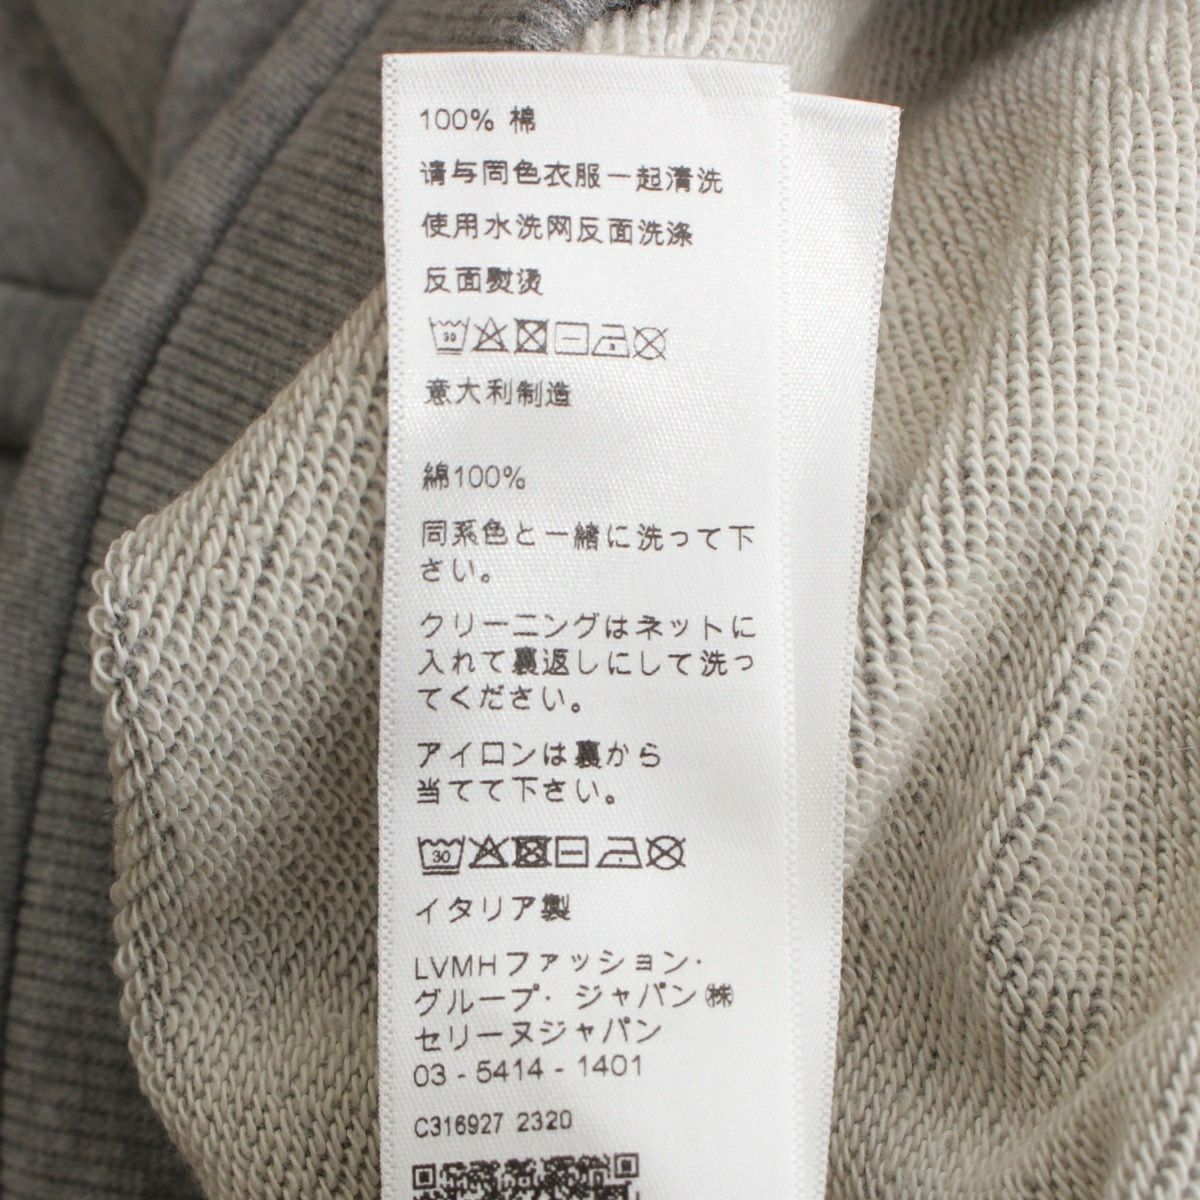 100% 棉
请与同色衣服一起清洗
使用水洗网反面洗涤
反面熨烫
30
意大利制造
綿100%
同系色と一緒に洗って下
さい。
クリーニングはネットに
入れて裏返しにして洗っ
てください。
アイロンは裏から
当てて下さい。
30
イタリア製
LVMHファッション・
グループ・ジャパン㈱
セリーヌジャパン
03 - 5414 - 1401
C316927 2320